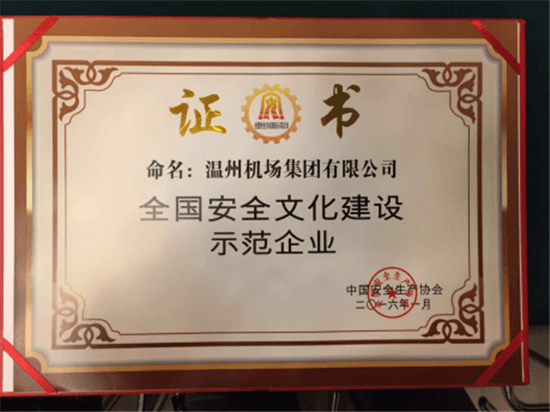 证 书
命名：温州机场集团有限公司
全国安全文化建设
示范企业
中国安全生产协会
二〇一六年一月